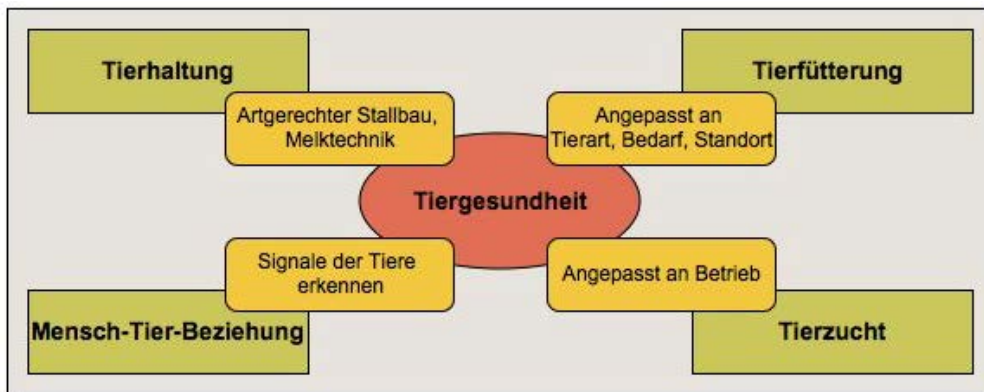 Tierhaltung
Artgerechter Stallbau,
Melktechnik
Tierfütterung
Angepasst an
Tierart, Bedarf, Standort
Tiergesundheit
Signale der Tiere
erkennen
Mensch-Tier-Beziehung
Angepasst an Betrieb
Tierzucht